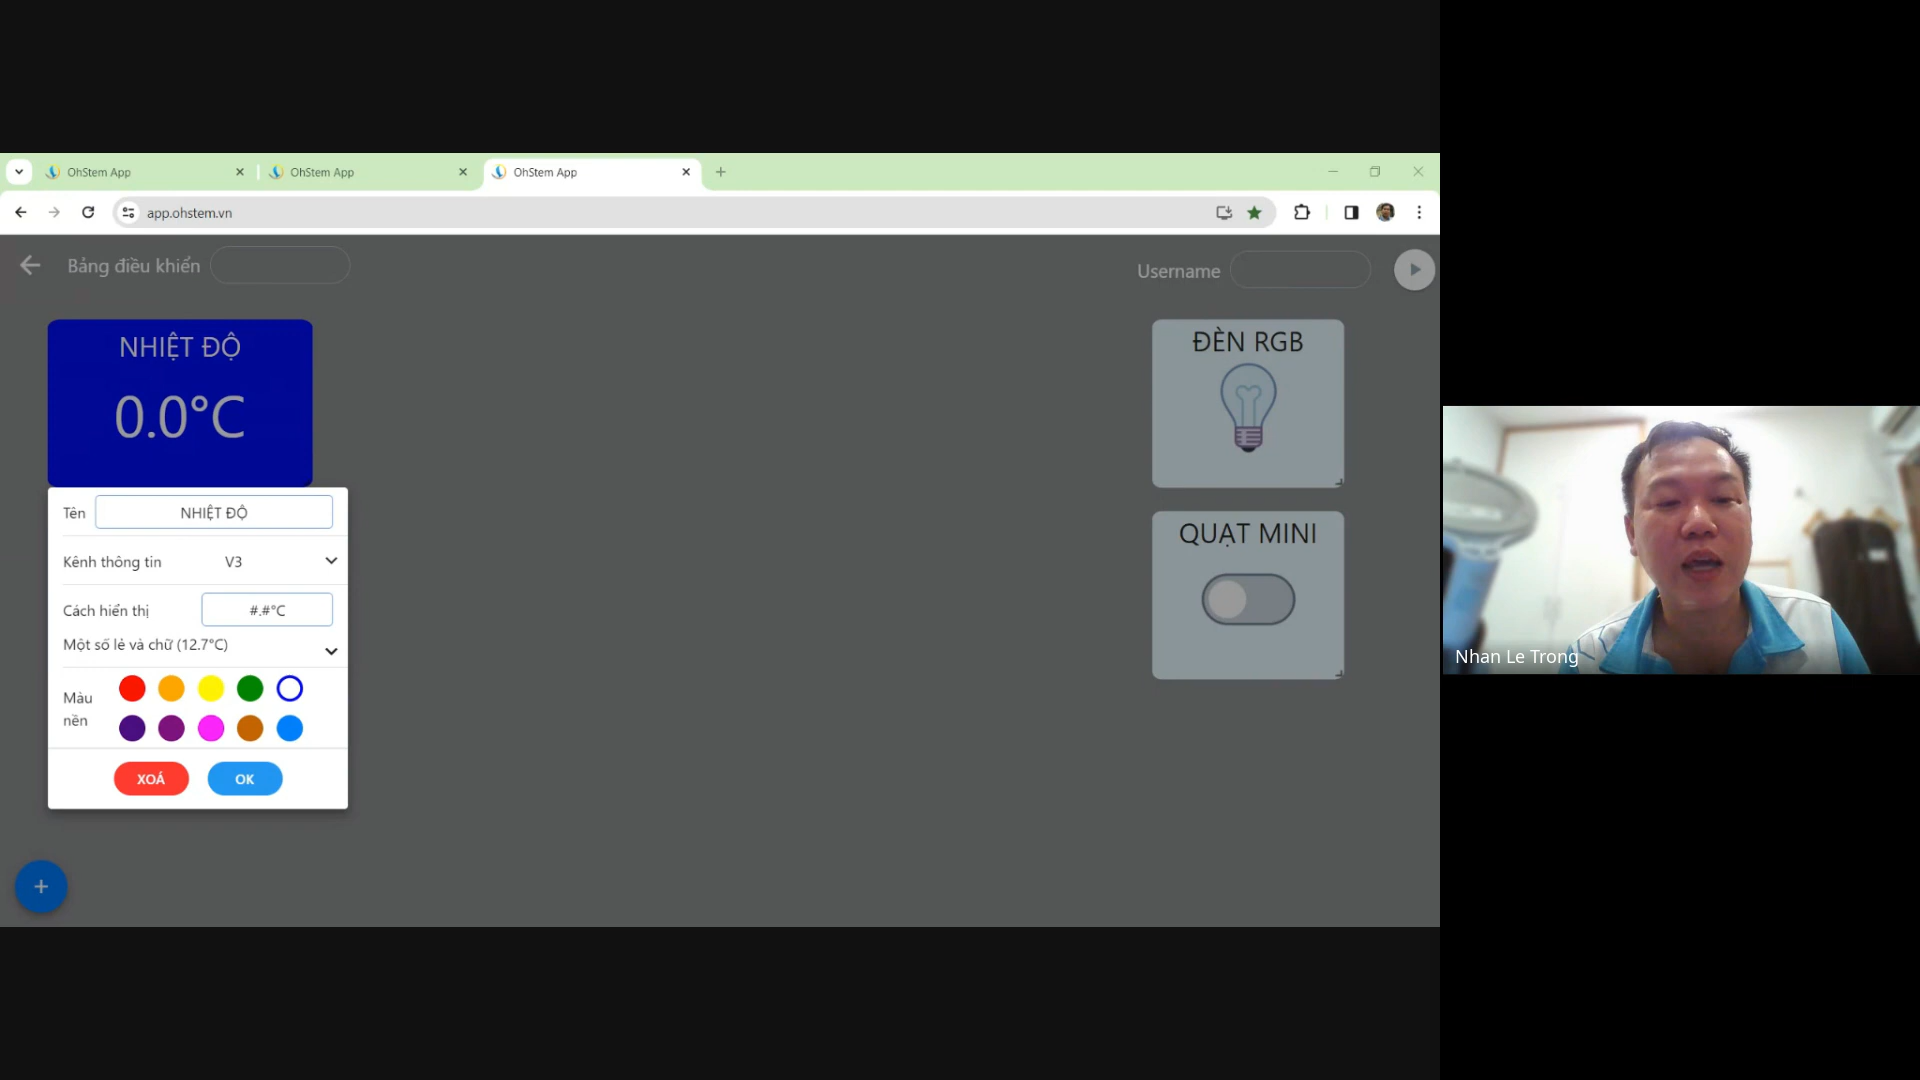 OhStem App
OhStem App
OhStem App
app.ohstem.vn
Bảng điều khiển
Username
NHIỆT ĐỘ
0.0°C
ĐÈN RGB
QUẠT MINI
Tên NHIỆT ĐỘ
Kênh thông tin V3
Cách hiển thị #.#°C
Một số lẻ và chữ (12.7°C)
Màu
nền
XOÁ OK
Nhan Le Trong